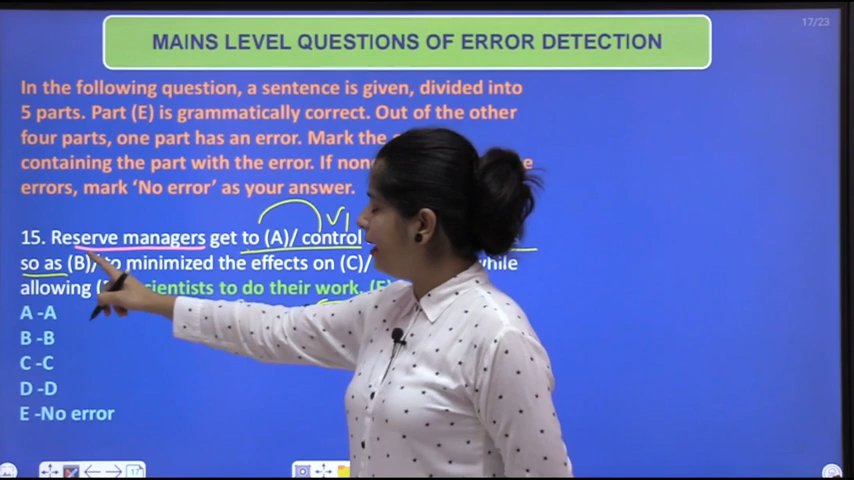 17/23
MAINS LEVEL QUESTIONS OF ERROR DETECTION
In the following question, a sentence is given, divided into
5 parts. Part (E) is grammatically correct. Out of the other
four parts, one part has an error. Mark the
containing the part with the error. If
errors, mark ‘No error’ as your answer.
V1
15. Reserve managers get to (A)/ control
so as (B)/ to minimized the effects on (C)/ while
allowing scientists to do their work. (E)
A -A
B -B
C -C
D -D
E -No error
17